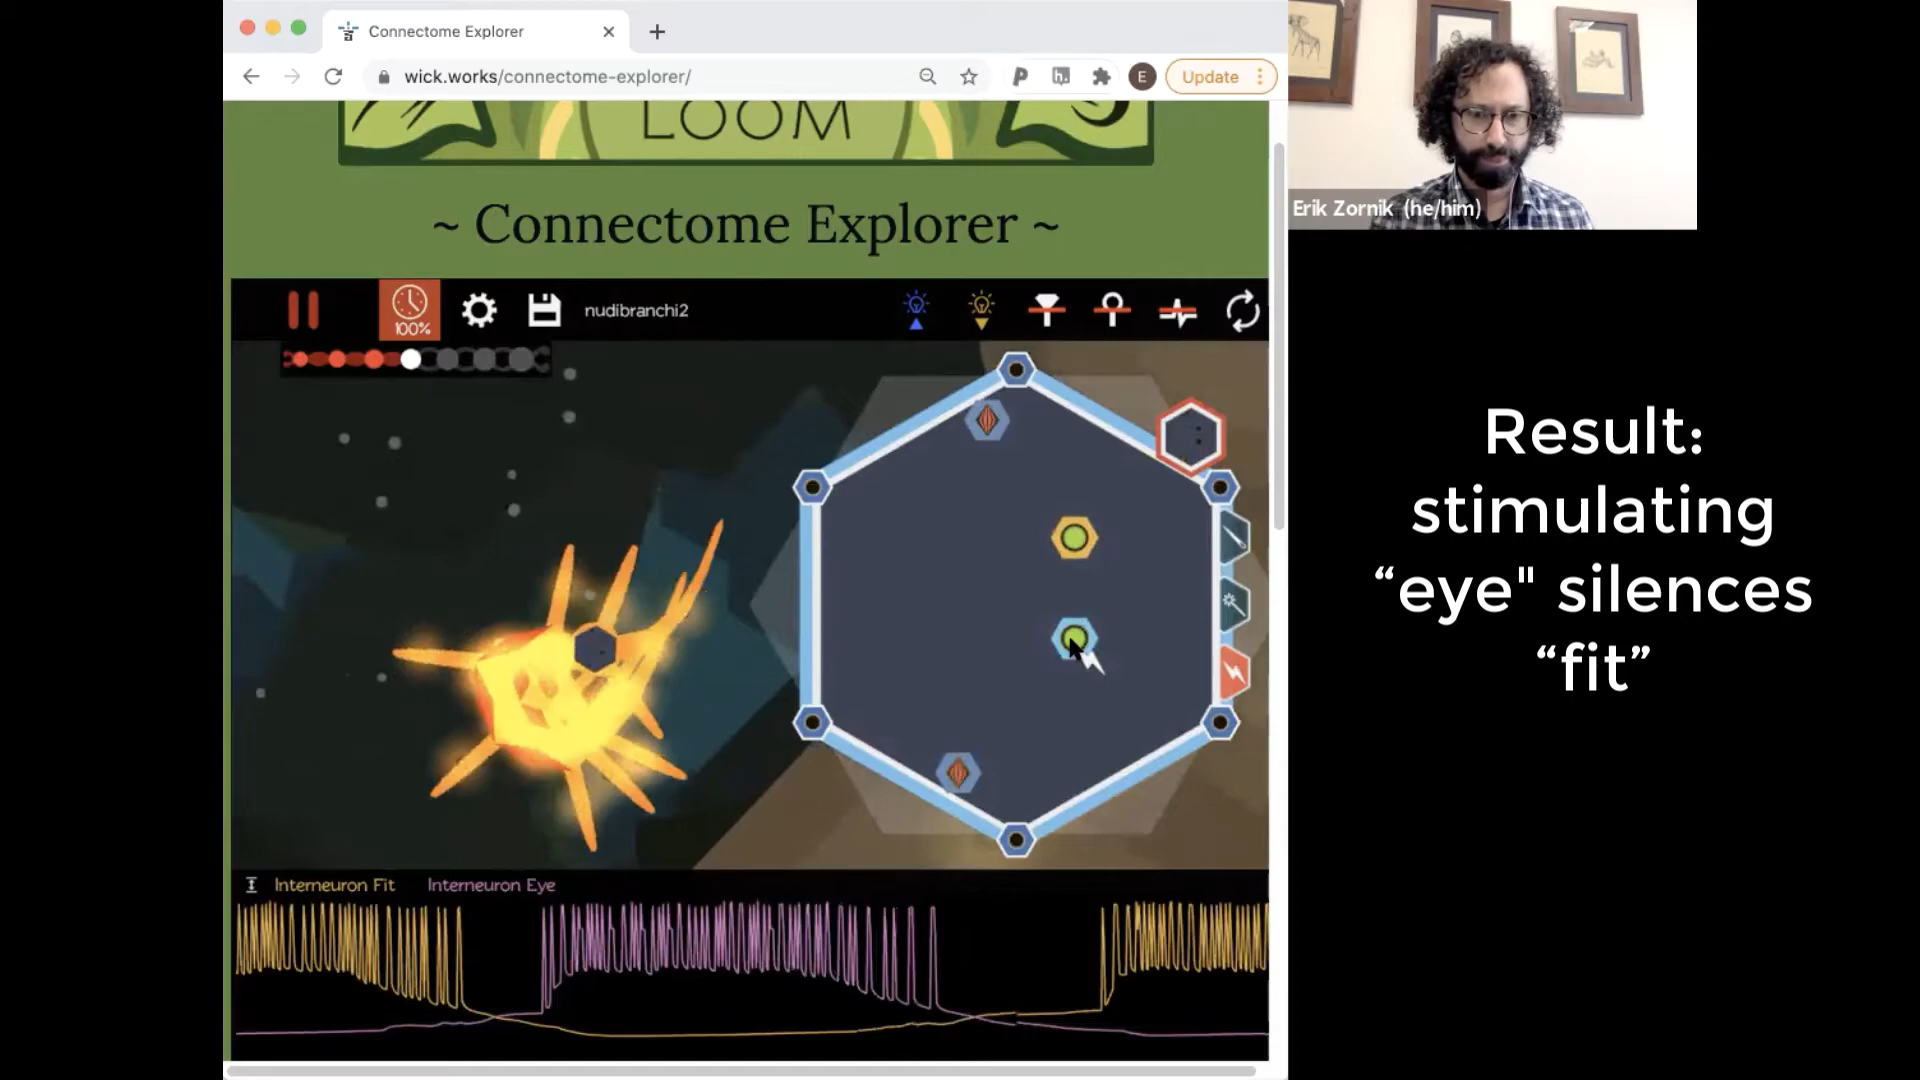 Connectome Explorer
wick.works/connectome-explorer/
E
Update
LOOM
~ Connectome Explorer ~
100%
nudibranchi2
Interneuron Fit
Interneuron Eye
Erik Zornik (he/him)
Result:
stimulating
“eye" silences
“fit”